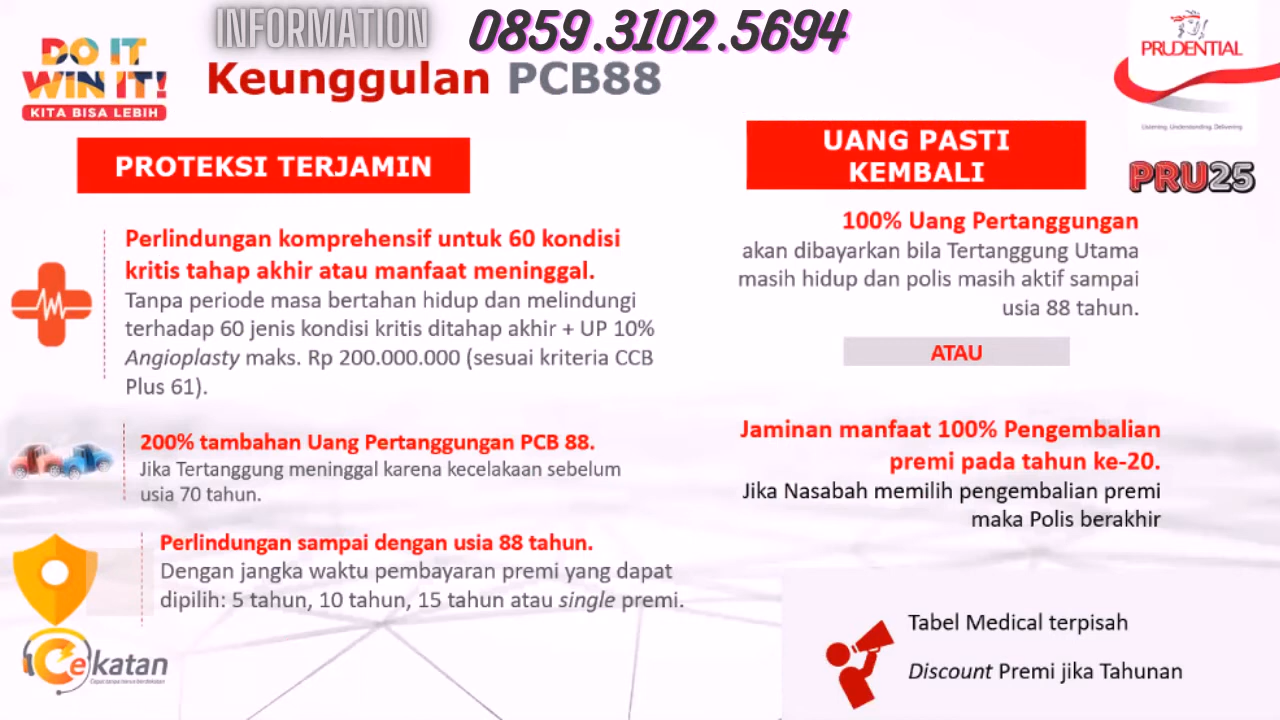 INFORMATION
0859.3102.5694
DO IT
WIN IT!
KITA BISA LEBIH
Keunggulan PCB88
PRUDENTIAL
Listening. Understanding. Delivering.
PRU25
PROTEKSI TERJAMIN
Perlindungan komprehensif untuk 60 kondisi
kritis tahap akhir atau manfaat meninggal.
Tanpa periode masa bertahan hidup dan melindungi
terhadap 60 jenis kondisi kritis ditahap akhir + UP 10%
Angioplasty maks. Rp 200.000.000 (sesuai kriteria CCB
Plus 61).
200% tambahan Uang Pertanggungan PCB 88.
Jika Tertanggung meninggal karena kecelakaan sebelum
usia 70 tahun.
Perlindungan sampai dengan usia 88 tahun.
Dengan jangka waktu pembayaran premi yang dapat
dipilih: 5 tahun, 10 tahun, 15 tahun atau single premi.
Cekatan
UANG PASTI
KEMBALI
100% Uang Pertanggungan
akan dibayarkan bila Tertanggung Utama
masih hidup dan polis masih aktif sampai
usia 88 tahun.
ATAU
Jaminan manfaat 100% Pengembalian
premi pada tahun ke-20.
Jika Nasabah memilih pengembalian premi
maka Polis berakhir
Tabel Medical terpisah
Discount Premi jika Tahunan